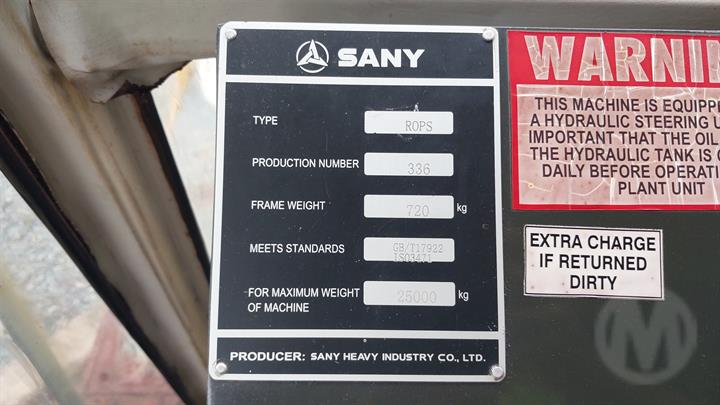 SANY
TYPE ROPS
PRODUCTION NUMBER 336
FRAME WEIGHT 720 kg
MEETS STANDARDS GB/T17922
ISO3471
FOR MAXIMUM WEIGHT
OF MACHINE 25000 kg
PRODUCER: SANY HEAVY INDUSTRY CO., LTD.
WARNIN
THIS MACHINE IS EQUIPP
A HYDRAULIC STEERING
IMPORTANT THAT THE OIL
THE HYDRAULIC TANK IS
DAILY BEFORE OPERATI
PLANT UNIT
EXTRA CHARGE
IF RETURNED
DIRTY
M